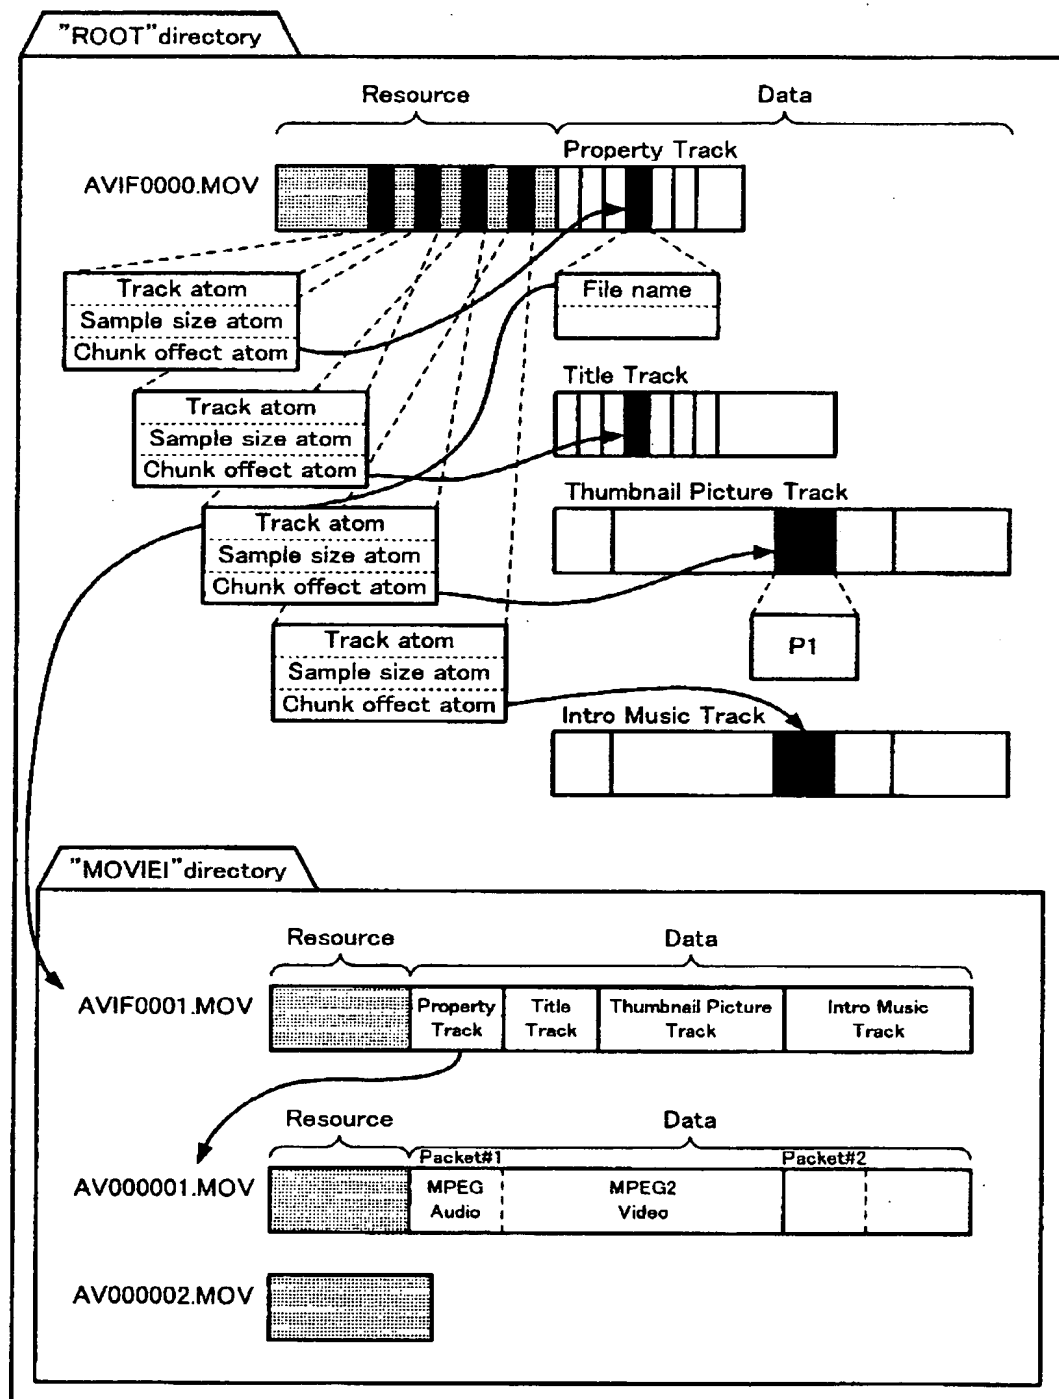 "ROOT"directory
Resource
Data
Property Track
AVIF0000.MOV
Track atom
Sample size atom
Chunk offect atom
File name
Title Track
Track atom
Sample size atom
Chunk offect atom
Thumbnail Picture Track
Track atom
Sample size atom
Chunk offect atom
P1
Track atom
Sample size atom
Chunk offect atom
Intro Music Track
"MOVIEI"directory
Resource
Data
AVIF0001.MOV
Property
Track
Title
Track
Thumbnail Picture
Track
Intro Music
Track
Resource
Data
Packet#1
Packet#2
AV000001.MOV
MPEG
Audio
MPEG2
Video
AV000002.MOV